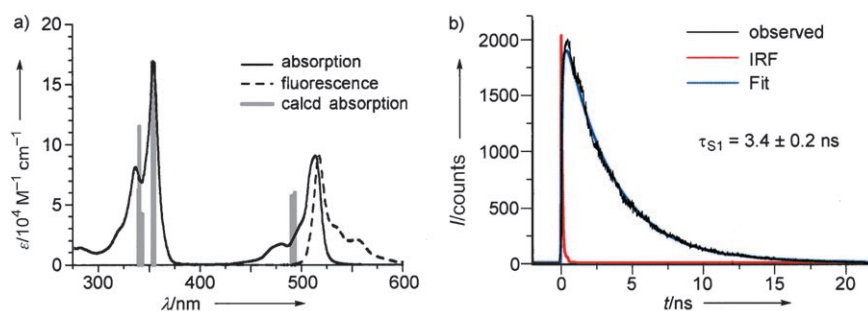 a)
20
15
10
5
0
ε/10⁴ M⁻¹ cm⁻¹
absorption
fluorescence
calcd absorption
300
400
500
600
λ/nm
b)
2000
1500
1000
500
0
I/counts
observed
IRF
Fit
τS1 = 3.4 ± 0.2 ns
0
5
10
15
20
t/ns